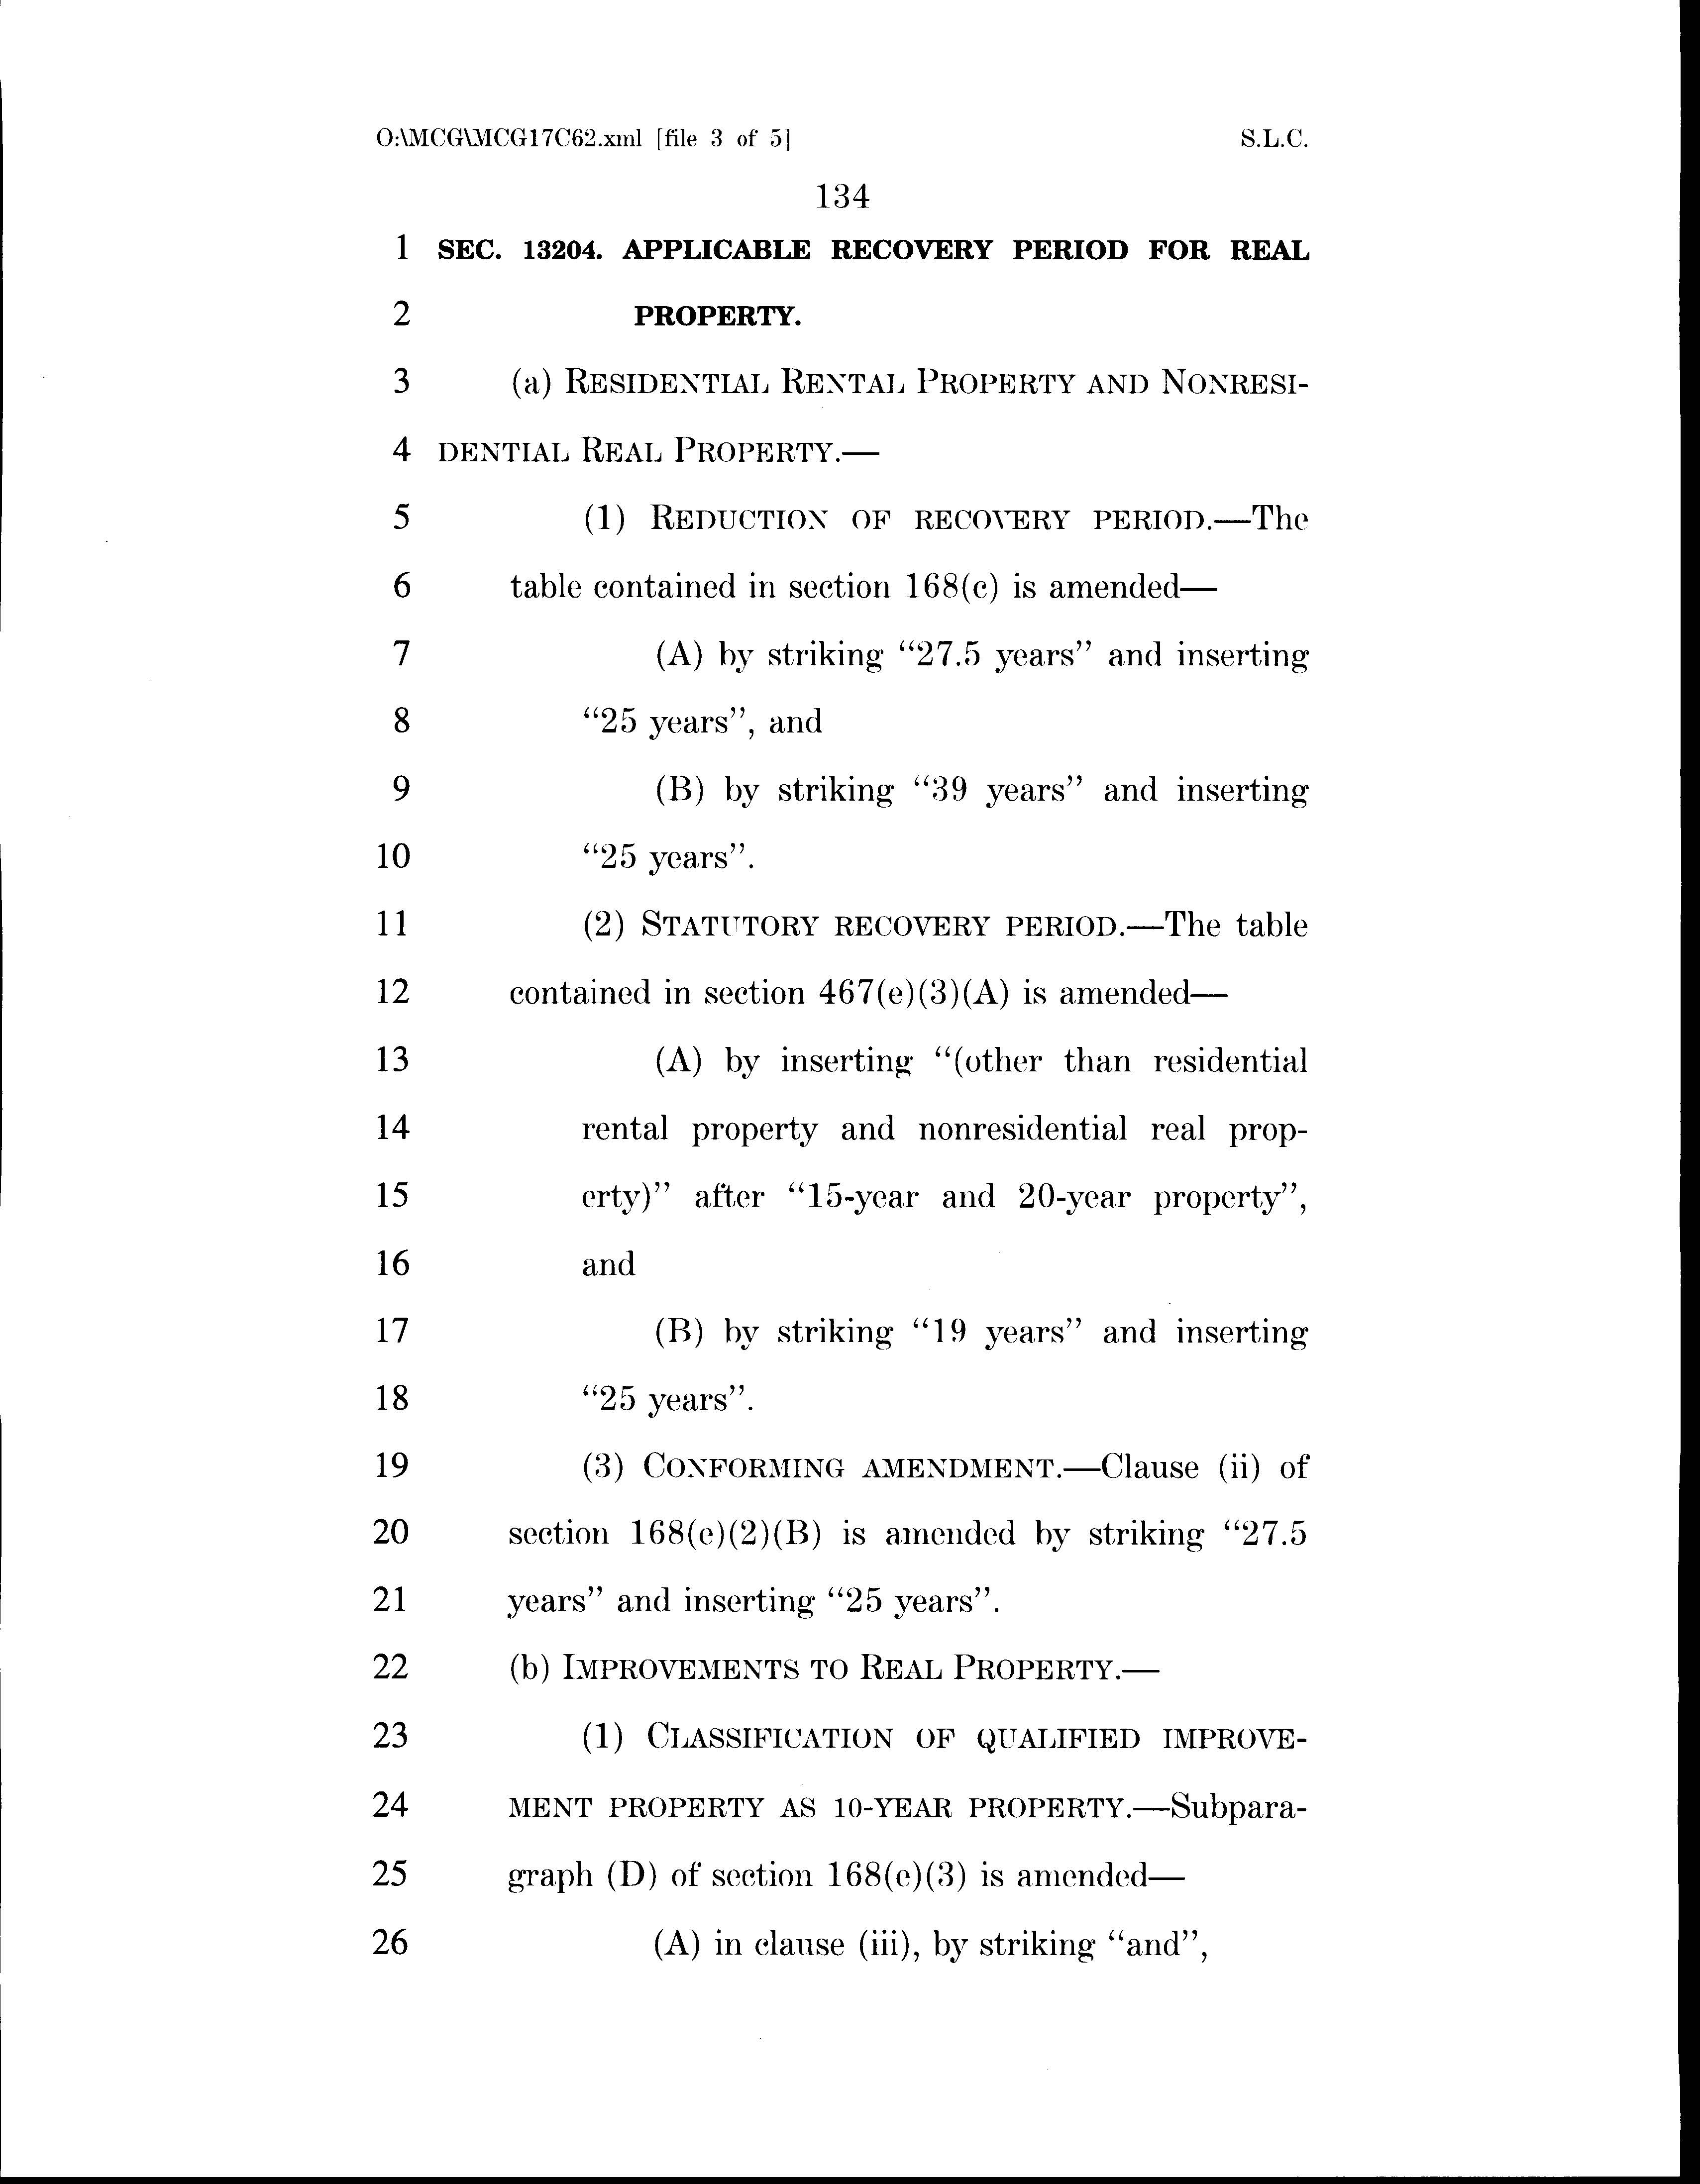 O:\MCG\MCG17C62.xml [file 3 of 5] S.L.C.
134
1 SEC. 13204. APPLICABLE RECOVERY PERIOD FOR REAL
2 PROPERTY.
3 (a) RESIDENTIAL RENTAL PROPERTY AND NONRESI-
4 DENTIAL REAL PROPERTY.—
5 (1) REDUCTION OF RECOVERY PERIOD.—The
6 table contained in section 168(c) is amended—
7 (A) by striking “27.5 years” and inserting
8 “25 years”, and
9 (B) by striking “39 years” and inserting
10 “25 years”.
11 (2) STATUTORY RECOVERY PERIOD.—The table
12 contained in section 467(e)(3)(A) is amended—
13 (A) by inserting “(other than residential
14 rental property and nonresidential real prop-
15 erty)” after “15-year and 20-year property”,
16 and
17 (B) by striking “19 years” and inserting
18 “25 years”.
19 (3) CONFORMING AMENDMENT.—Clause (ii) of
20 section 168(e)(2)(B) is amended by striking “27.5
21 years” and inserting “25 years”.
22 (b) IMPROVEMENTS TO REAL PROPERTY.—
23 (1) CLASSIFICATION OF QUALIFIED IMPROVE-
24 MENT PROPERTY AS 10-YEAR PROPERTY.—Subpara-
25 graph (D) of section 168(e)(3) is amended—
26 (A) in clause (iii), by striking “and”,